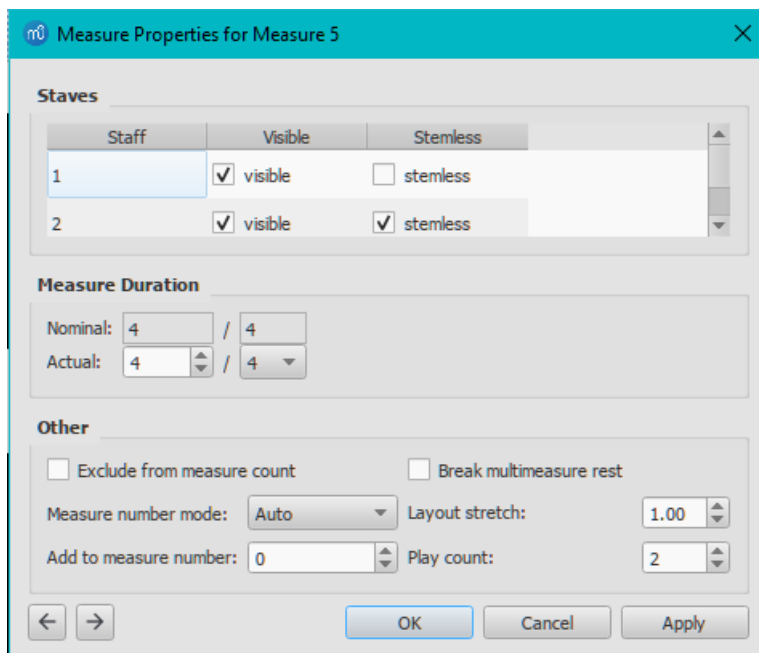 Measure Properties for Measure 5
Staves
Staff Visible Stemless
1 visible stemless
2 visible stemless
Measure Duration
Nominal: 4 / 4
Actual: 4 / 4
Other
Exclude from measure count Break multimeasure rest
Measure number mode: Auto Layout stretch: 1.00
Add to measure number: 0 Play count: 2
OK Cancel Apply